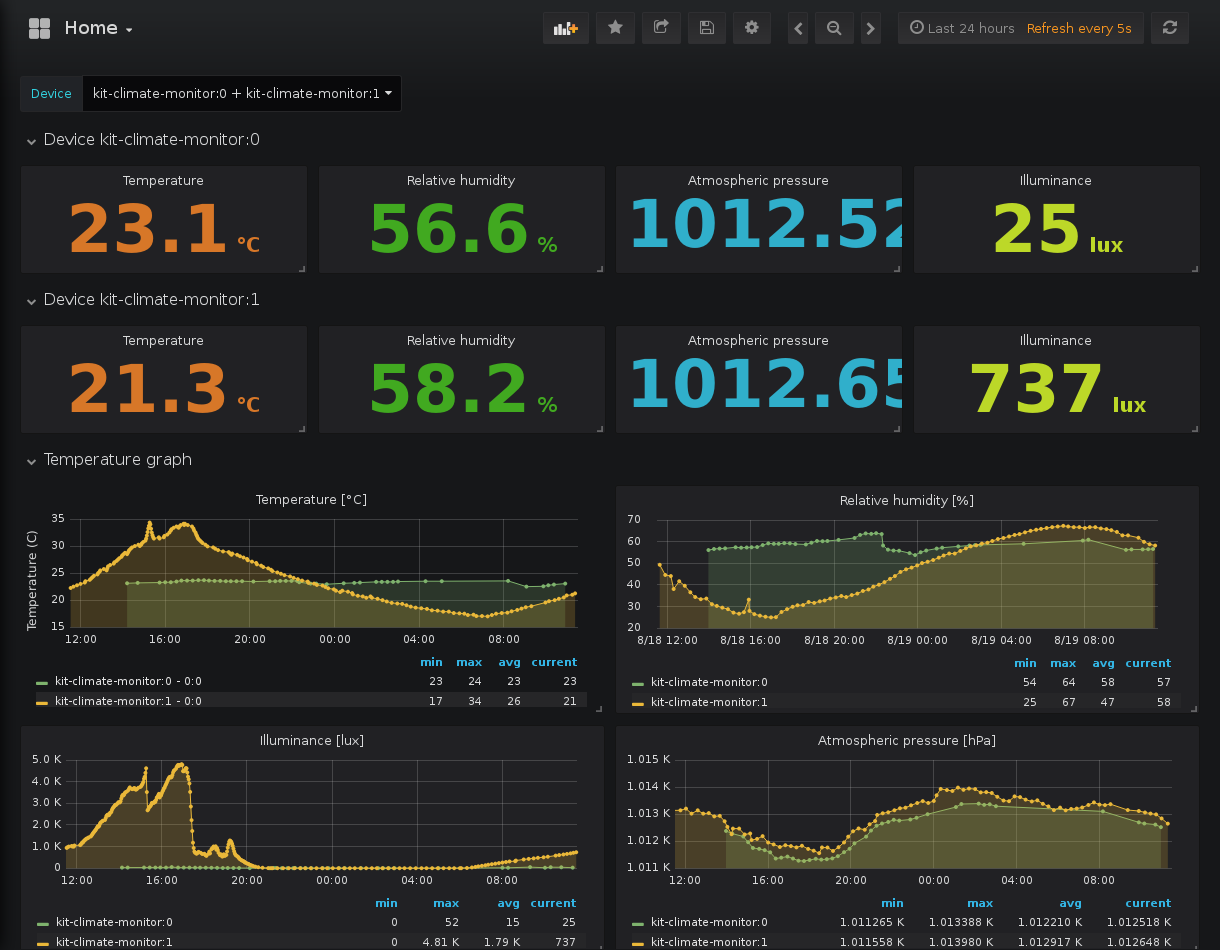 Home
Last 24 hours Refresh every 5s
Device kit-climate-monitor:0 + kit-climate-monitor:1
Device kit-climate-monitor:0
Temperature Relative humidity Atmospheric pressure Illuminance
23.1 °C 56.6 % 1012.52 25 lux
Device kit-climate-monitor:1
Temperature Relative humidity Atmospheric pressure Illuminance
21.3 °C 58.2 % 1012.65 737 lux
Temperature graph
Temperature [°C]
Temperature (C)
35
30
25
20
15
12:00 16:00 20:00 00:00 04:00 08:00
min max avg current
kit-climate-monitor:0 - 0:0 23 24 23 23
kit-climate-monitor:1 - 0:0 17 34 26 21
Relative humidity [%]
70
60
50
40
30
20
8/18 12:00 8/18 16:00 8/18 20:00 8/19 00:00 8/19 04:00 8/19 08:00
min max avg current
kit-climate-monitor:0 54 64 58 57
kit-climate-monitor:1 25 67 47 58
Illuminance [lux]
5.0 K
4.0 K
3.0 K
2.0 K
1.0 K
0
12:00 16:00 20:00 00:00 04:00 08:00
min max avg current
kit-climate-monitor:0 0 52 15 25
kit-climate-monitor:1 0 4.81 K 1.79 K 737
Atmospheric pressure [hPa]
1.015 K
1.014 K
1.013 K
1.012 K
1.011 K
12:00 16:00 20:00 00:00 04:00 08:00
min max avg current
kit-climate-monitor:0 1.011265 K 1.013388 K 1.012210 K 1.012518 K
kit-climate-monitor:1 1.011558 K 1.013980 K 1.012917 K 1.012648 K